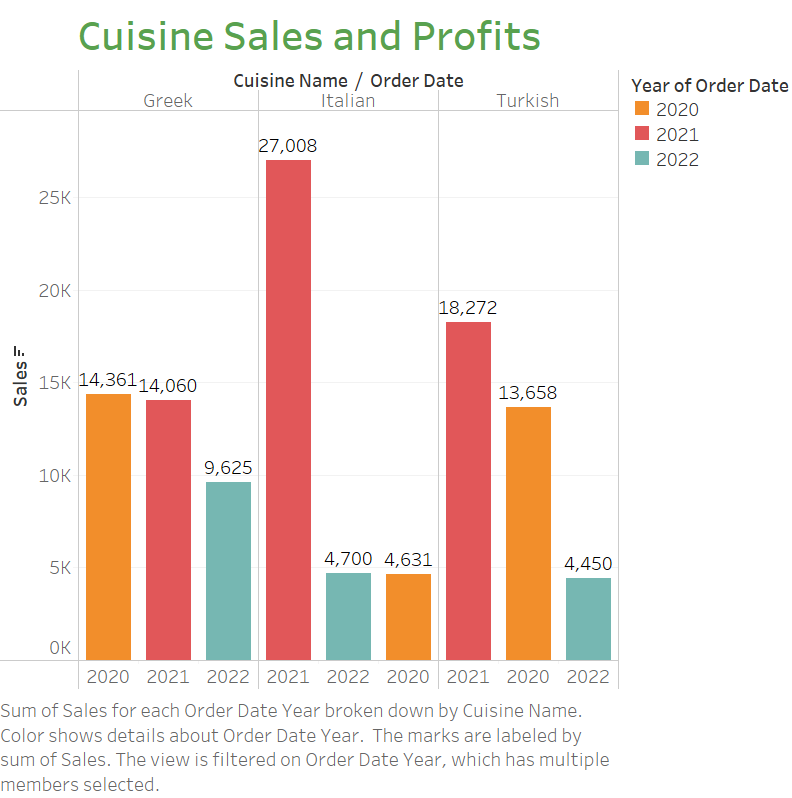 Cuisine Sales and Profits
Cuisine Name / Order Date
Greek Italian Turkish
Year of Order Date
2020
2021
2022
Sales
25K
20K
15K
10K
5K
0K
14,361
14,060
9,625
27,008
4,700
4,631
18,272
13,658
4,450
2020 2021 2022 2021 2022 2020 2021 2020 2022
Sum of Sales for each Order Date Year broken down by Cuisine Name.
Color shows details about Order Date Year.  The marks are labeled by
sum of Sales. The view is filtered on Order Date Year, which has multiple
members selected.